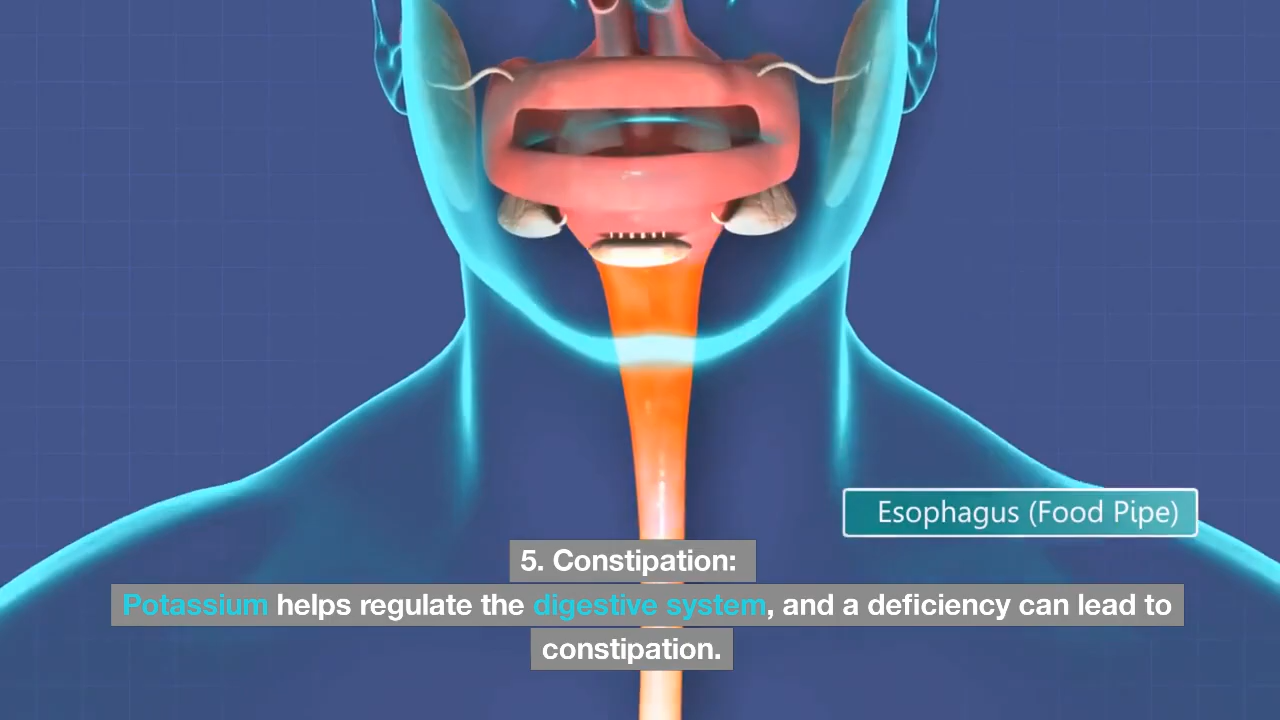 Esophagus (Food Pipe)
5. Constipation:
Potassium helps regulate the digestive system, and a deficiency can lead to
constipation.